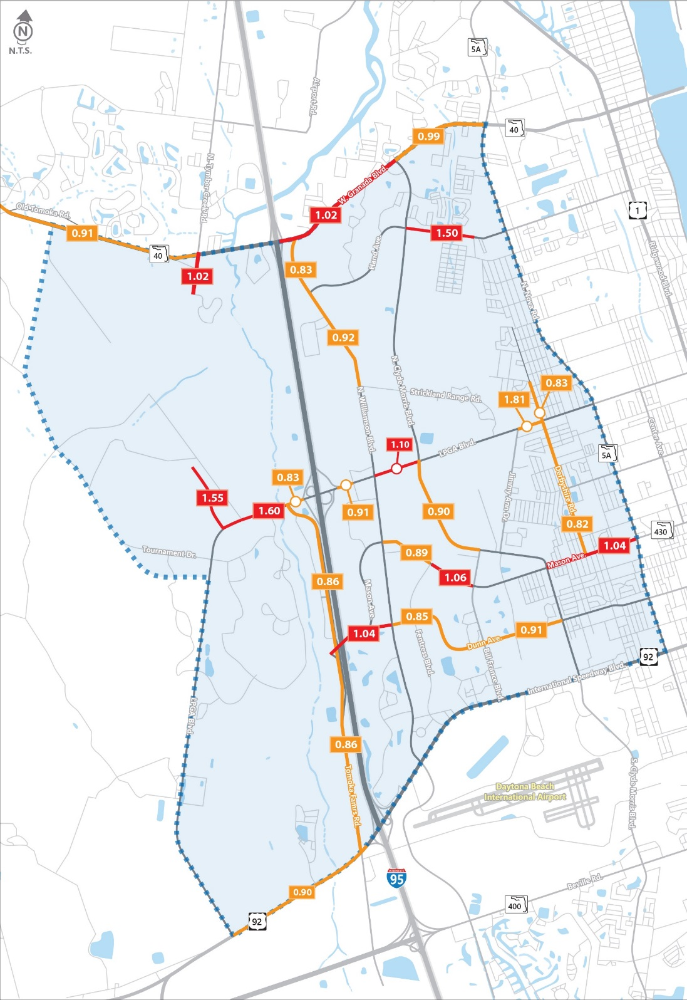 N
N.T.S.
5A
Airport Rd.
40
0.99
N. Tymber Creek Rd.
W. Granada Blvd.
Old Tomoka Rd.
1
1.02
0.91
1.50
40
Hand Ave.
Ridgewood Blvd.
1.02
0.83
N. Nova Rd.
0.92
0.83
N. Clyde Morris Blvd.
Strickland Range Rd.
1.81
N. Williamson Blvd.
Center Ave.
1.10
LPGA Blvd.
5A
0.83
Derbyshire Rd.
Jimmy Ann Dr.
1.55
1.60
0.91
0.90
0.82
430
Tournament Dr.
0.89
1.04
Mason Ave.
1.06
0.86
Mason Ave.
0.85
1.04
0.91
Dunn Ave.
Fentress Blvd.
Bill France Blvd.
92
International Speedway Blvd.
LPGA Blvd.
0.86
Tomoka Famrs Rd.
Daytona Beach
International Airport
S. Clyde Morris Blvd.
INTERSTATE
95
0.90
Beville Rd.
400
92